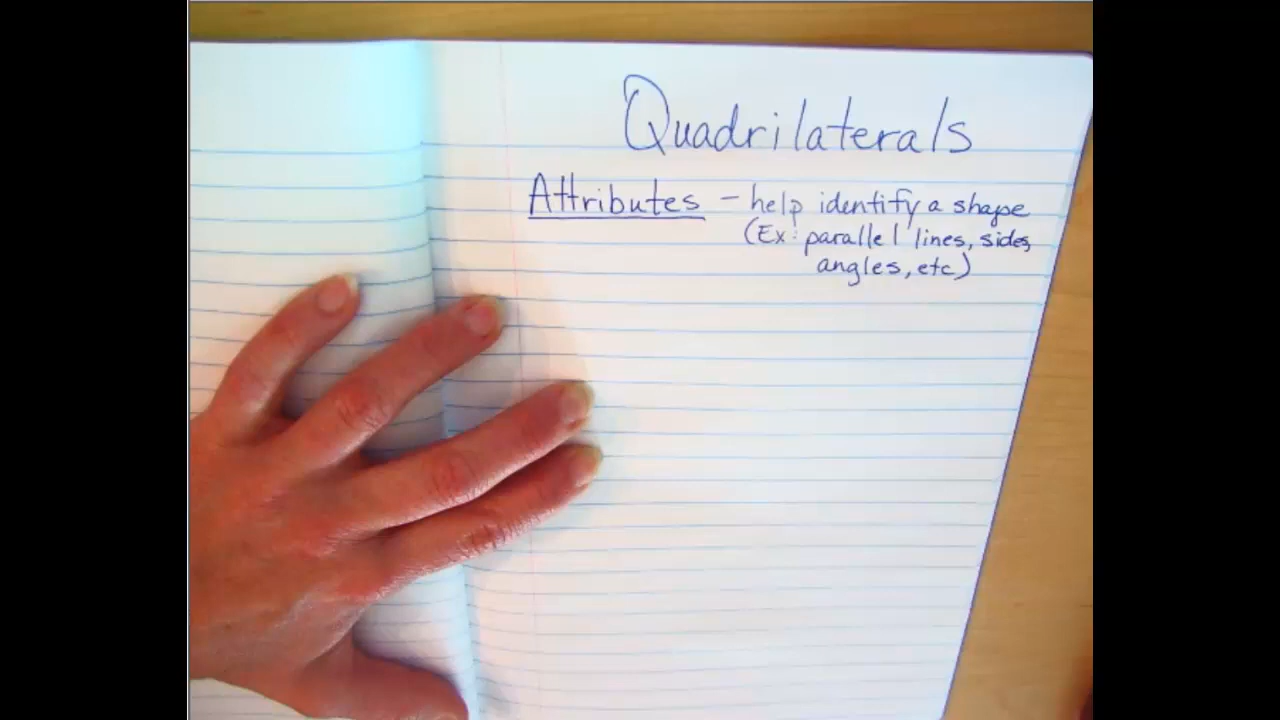 Quadrilaterals
Attributes - help identify a shape
(Ex: parallel lines, sides,
angles, etc)